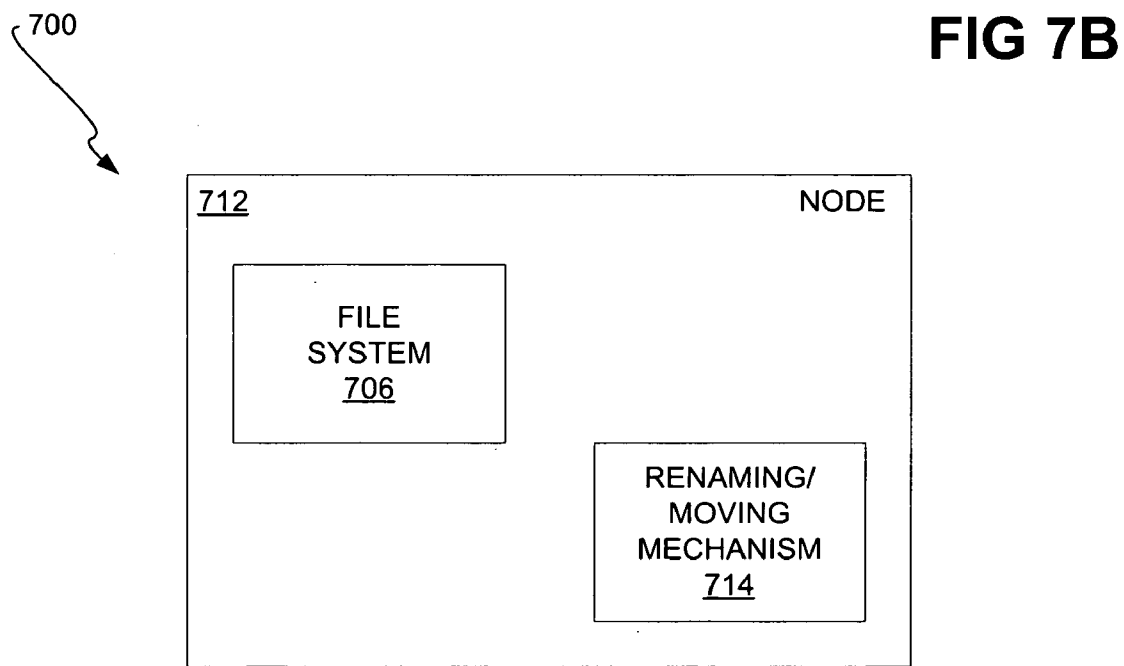 700
FIG 7B
712
NODE
FILE
SYSTEM
706
RENAMING/
MOVING
MECHANISM
714